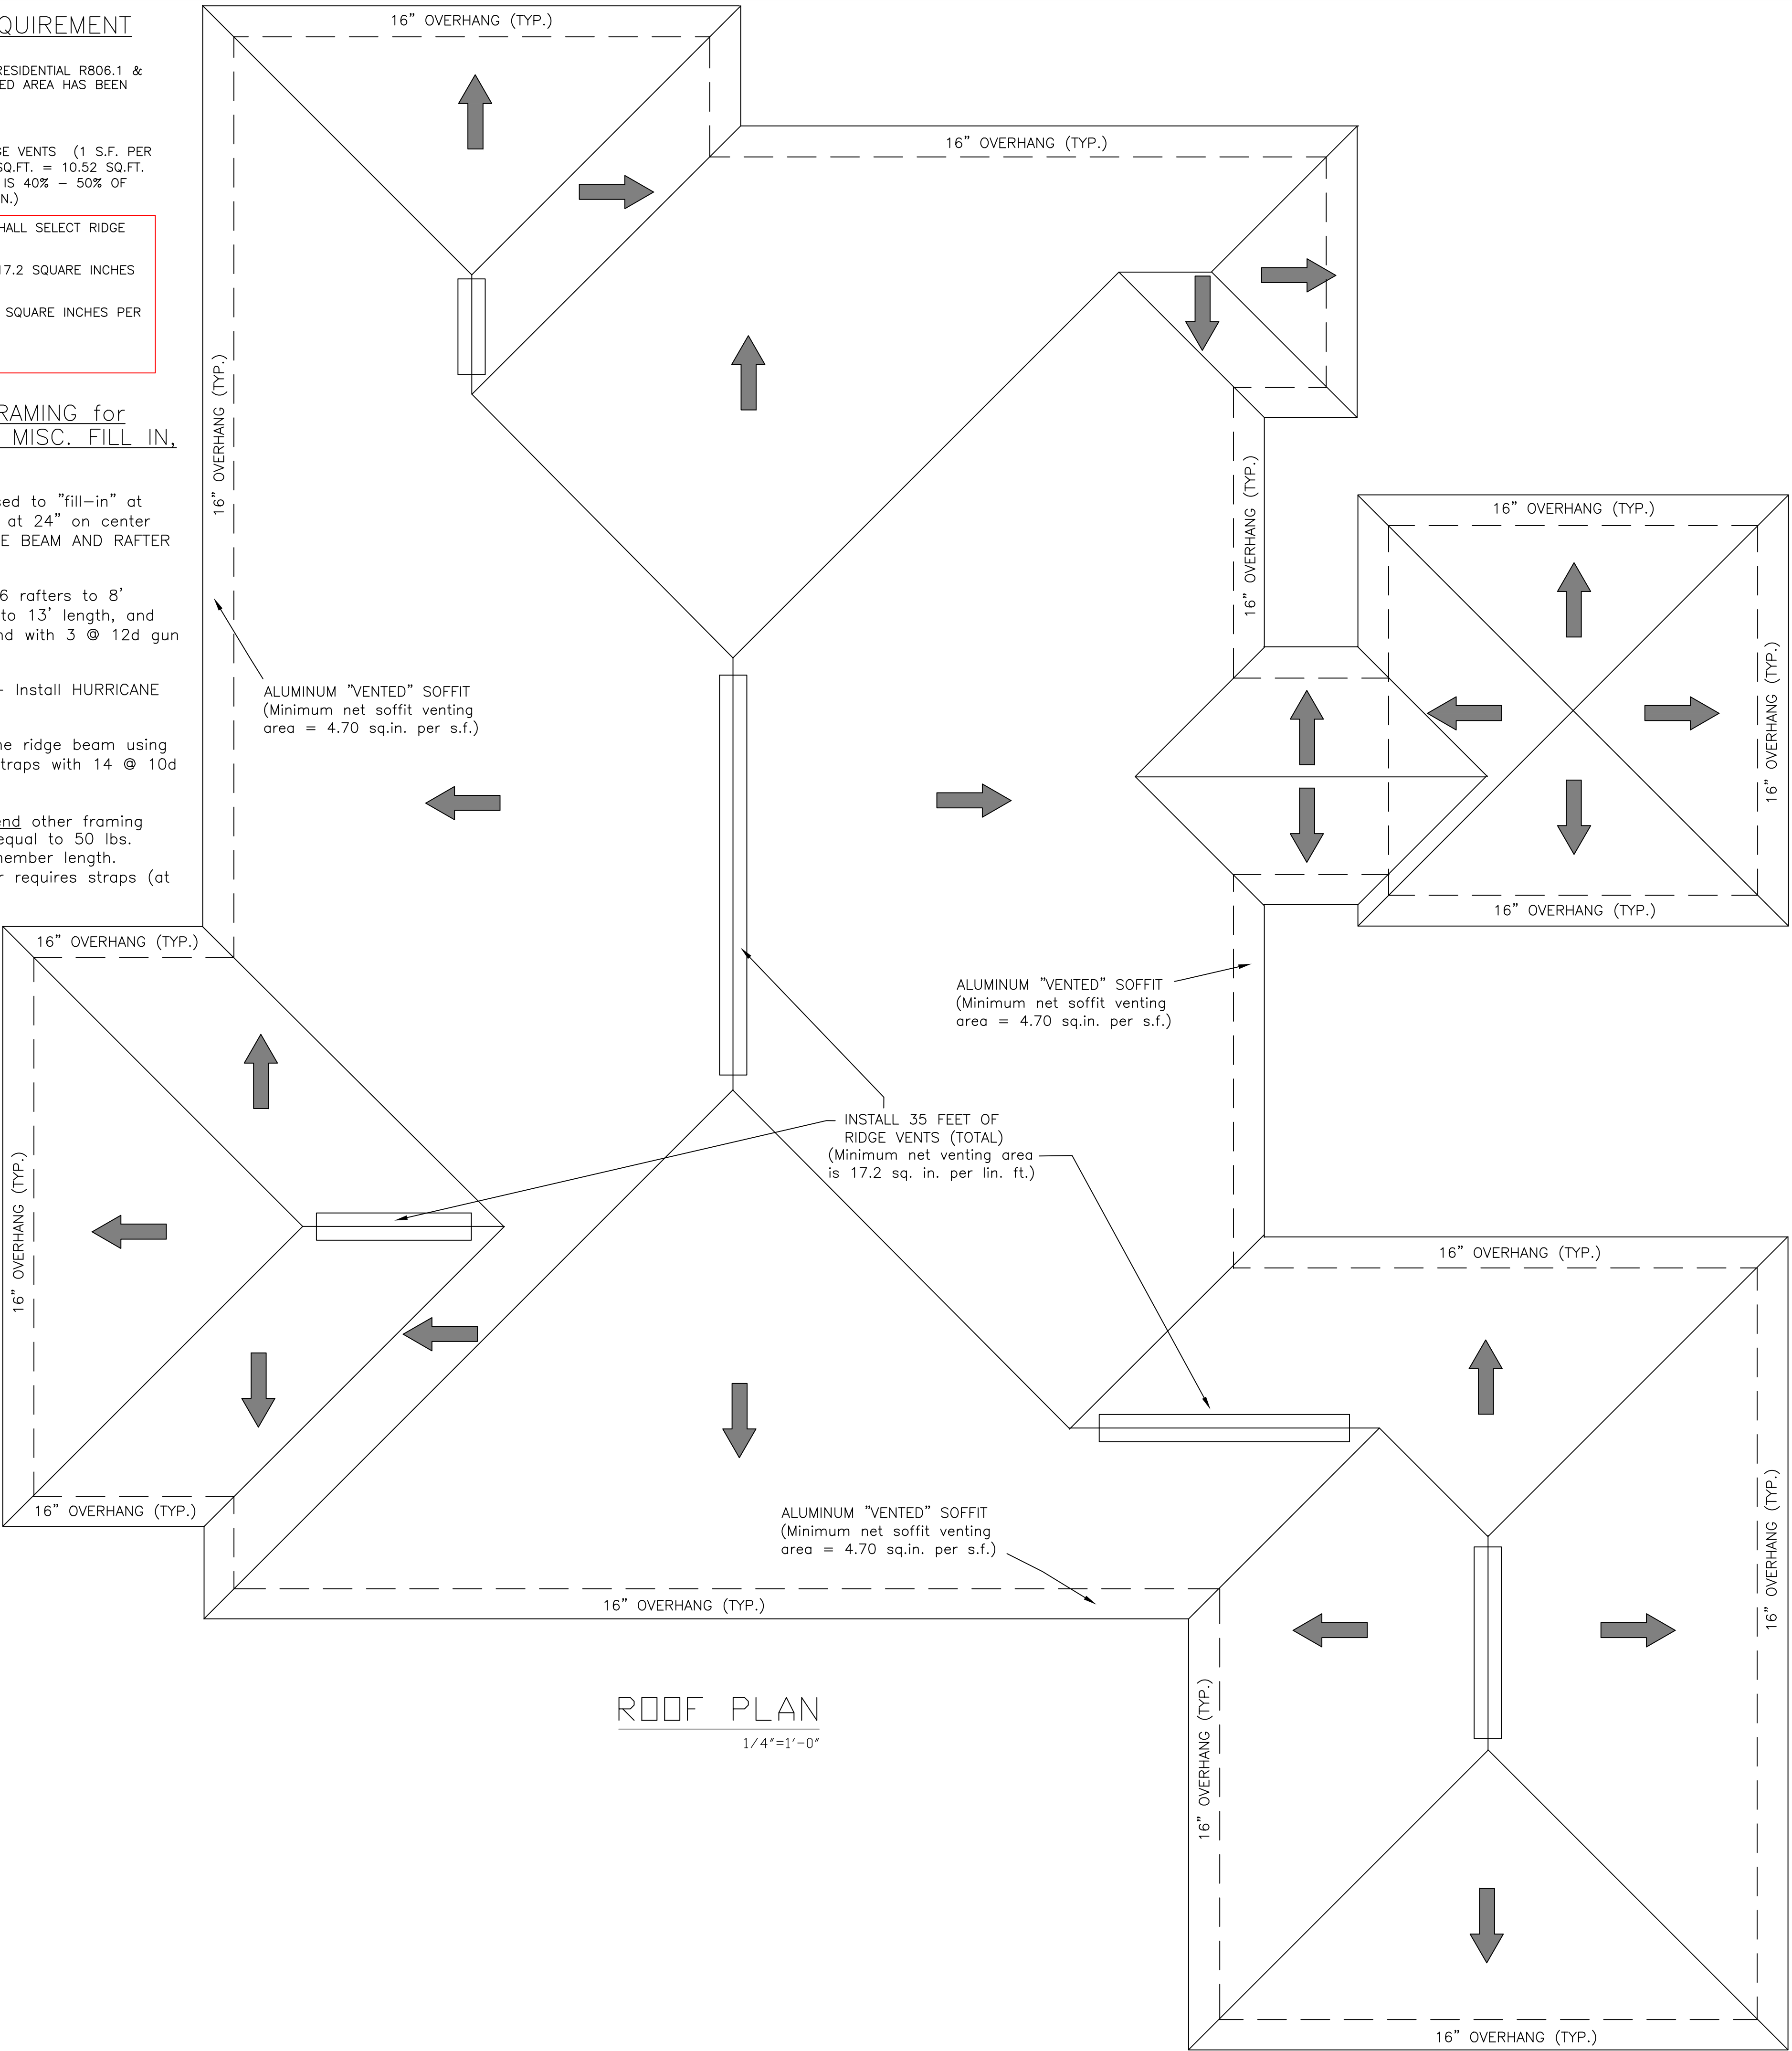 QUIREMENT
RESIDENTIAL R806.1 &
ED AREA HAS BEEN
GE VENTS (1 S.F. PER
SQ.FT. = 10.52 SQ.FT.
IS 40% – 50% OF
N.)
HALL SELECT RIDGE
17.2 SQUARE INCHES
SQUARE INCHES PER
RAMING for
MISC. FILL IN,
sed to "fill–in" at
at 24" on center
E BEAM AND RAFTER
6 rafters to 8'
to 13' length, and
nd with 3 @ 12d gun
– Install HURRICANE
he ridge beam using
traps with 14 @ 10d
end other framing
equal to 50 lbs.
member length.
r requires straps (at
16" OVERHANG (TYP.)
16" OVERHANG (TYP.)
16" OVERHANG (TYP.)
16" OVERHANG (TYP.)
16" OVERHANG (TYP.)
16" OVERHANG (TYP.)
16" OVERHANG (TYP.)
ALUMINUM "VENTED" SOFFIT
(Minimum net soffit venting
area = 4.70 sq.in. per s.f.)
16" OVERHANG (TYP.)
ALUMINUM "VENTED" SOFFIT
(Minimum net soffit venting
area = 4.70 sq.in. per s.f.)
INSTALL 35 FEET OF
RIDGE VENTS (TOTAL)
(Minimum net venting area
is 17.2 sq. in. per lin. ft.)
16" OVERHANG (TYP.)
16" OVERHANG (TYP.)
16" OVERHANG (TYP.)
ALUMINUM "VENTED" SOFFIT
(Minimum net soffit venting
area = 4.70 sq.in. per s.f.)
16" OVERHANG (TYP.)
16" OVERHANG (TYP.)
16" OVERHANG (TYP.)
16" OVERHANG (TYP.)
ROOF PLAN
1/4"=1'-0"
16" OVERHANG (TYP.)